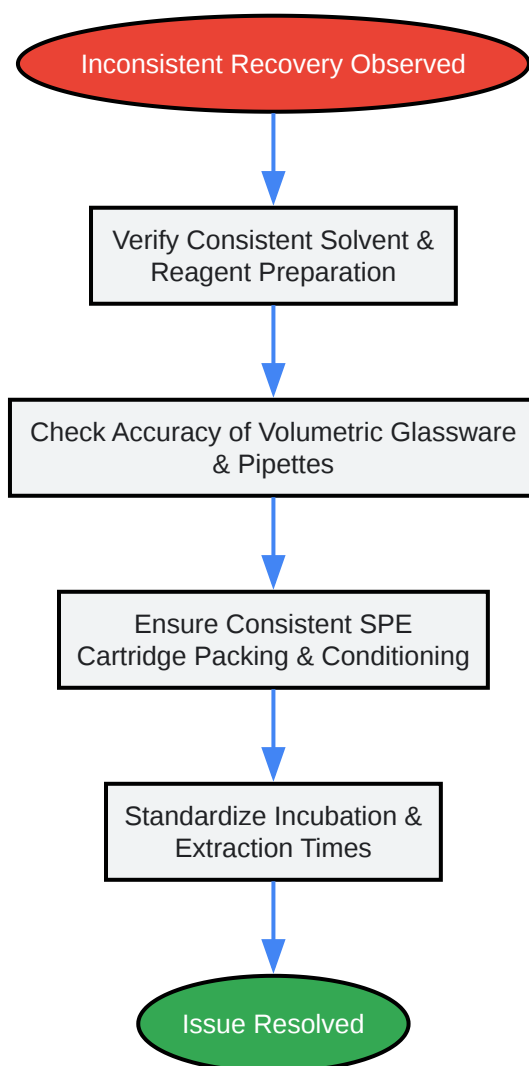 Inconsistent Recovery Observed
Verify Consistent Solvent &
Reagent Preparation
Check Accuracy of Volumetric Glassware
& Pipettes
Ensure Consistent SPE
Cartridge Packing & Conditioning
Standardize Incubation &
Extraction Times
Issue Resolved